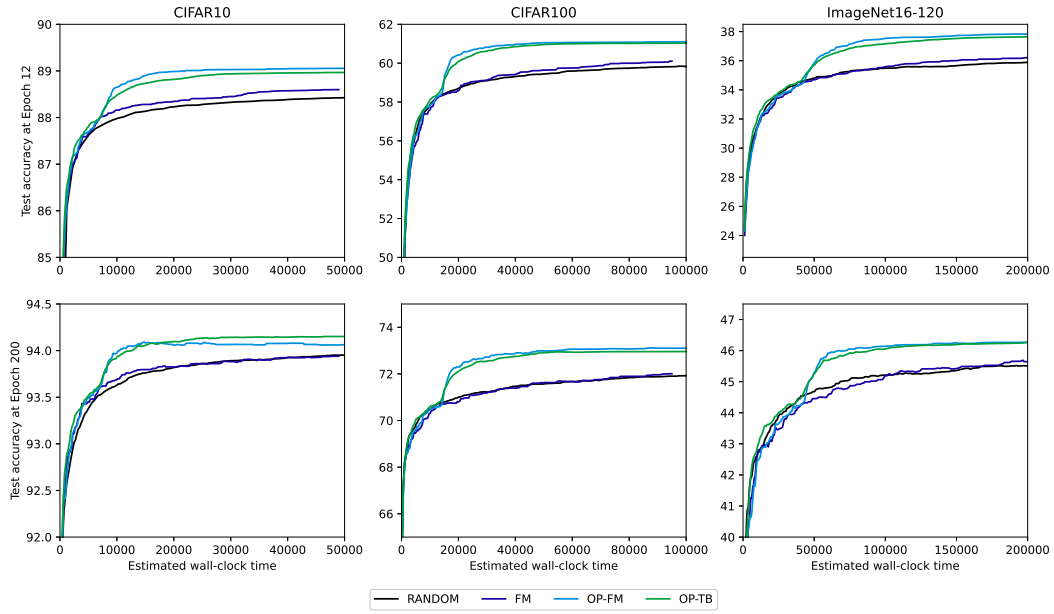 CIFAR10
CIFAR100
ImageNet16-120
Test accuracy at Epoch 12
90
89
88
87
86
85
0 10000 20000 30000 40000 50000
62
60
58
56
54
52
50
0 20000 40000 60000 80000 100000
38
36
34
32
30
28
26
24
0 50000 100000 150000 200000
Test accuracy at Epoch 200
94.5
94.0
93.5
93.0
92.5
92.0
0 10000 20000 30000 40000 50000
Estimated wall-clock time
74
72
70
68
66
0 20000 40000 60000 80000 100000
Estimated wall-clock time
47
46
45
44
43
42
41
40
0 50000 100000 150000 200000
Estimated wall-clock time
RANDOM FM OP-FM OP-TB